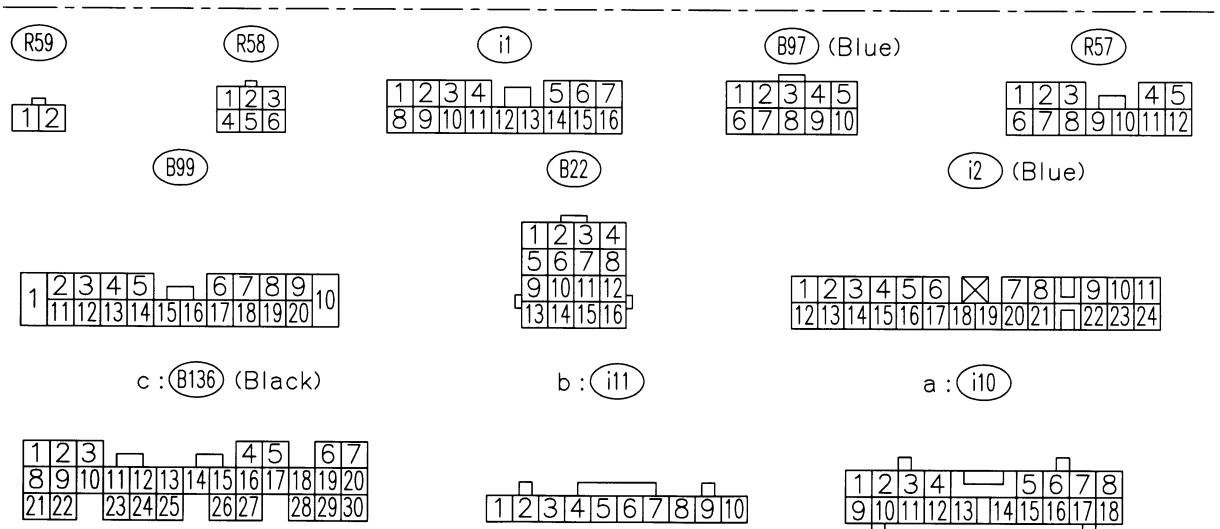 R59 R58 i1 B97 (Blue) R57
1 2 3 4 5 6 7
1 2 3 4 5
1 2 3 4 5
1 2 3
1 2
4 5 6
8 9 10 11 12 13 14 15 16
6 7 8 9 10
6 7 8 9 10 11 12
B99 B22 i2 (Blue)
1 2 3 4
5 6 7 8
9 10 11 12
13 14 15 16
1 2 3 4 5 6 7 8 9 10
11 12 13 14 15 16 17 18 19 20
1 2 3 4 5 6 7 8 9 10 11
12 13 14 15 16 17 18 19 20 21 22 23 24
c : B136 (Black) b : i11 a : i10
1 2 3 4 5 6 7
8 9 10 11 12 13 14 15 16 17 18 19 20
21 22 23 24 25 26 27 28 29 30
1 2 3 4 5 6 7 8 9 10
1 2 3 4 5 6 7 8
9 10 11 12 13 14 15 16 17 18